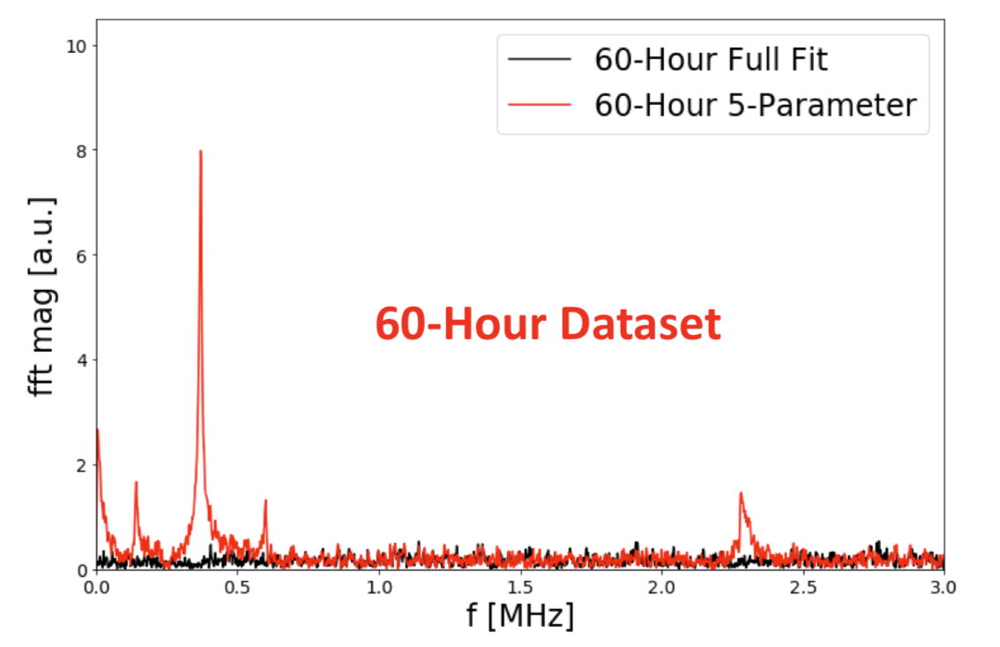 60-Hour Full Fit
60-Hour 5-Parameter
60-Hour Dataset
fft mag [a.u.]
10
8
6
4
2
0
0.0 0.5 1.0 1.5 2.0 2.5 3.0
f [MHz]